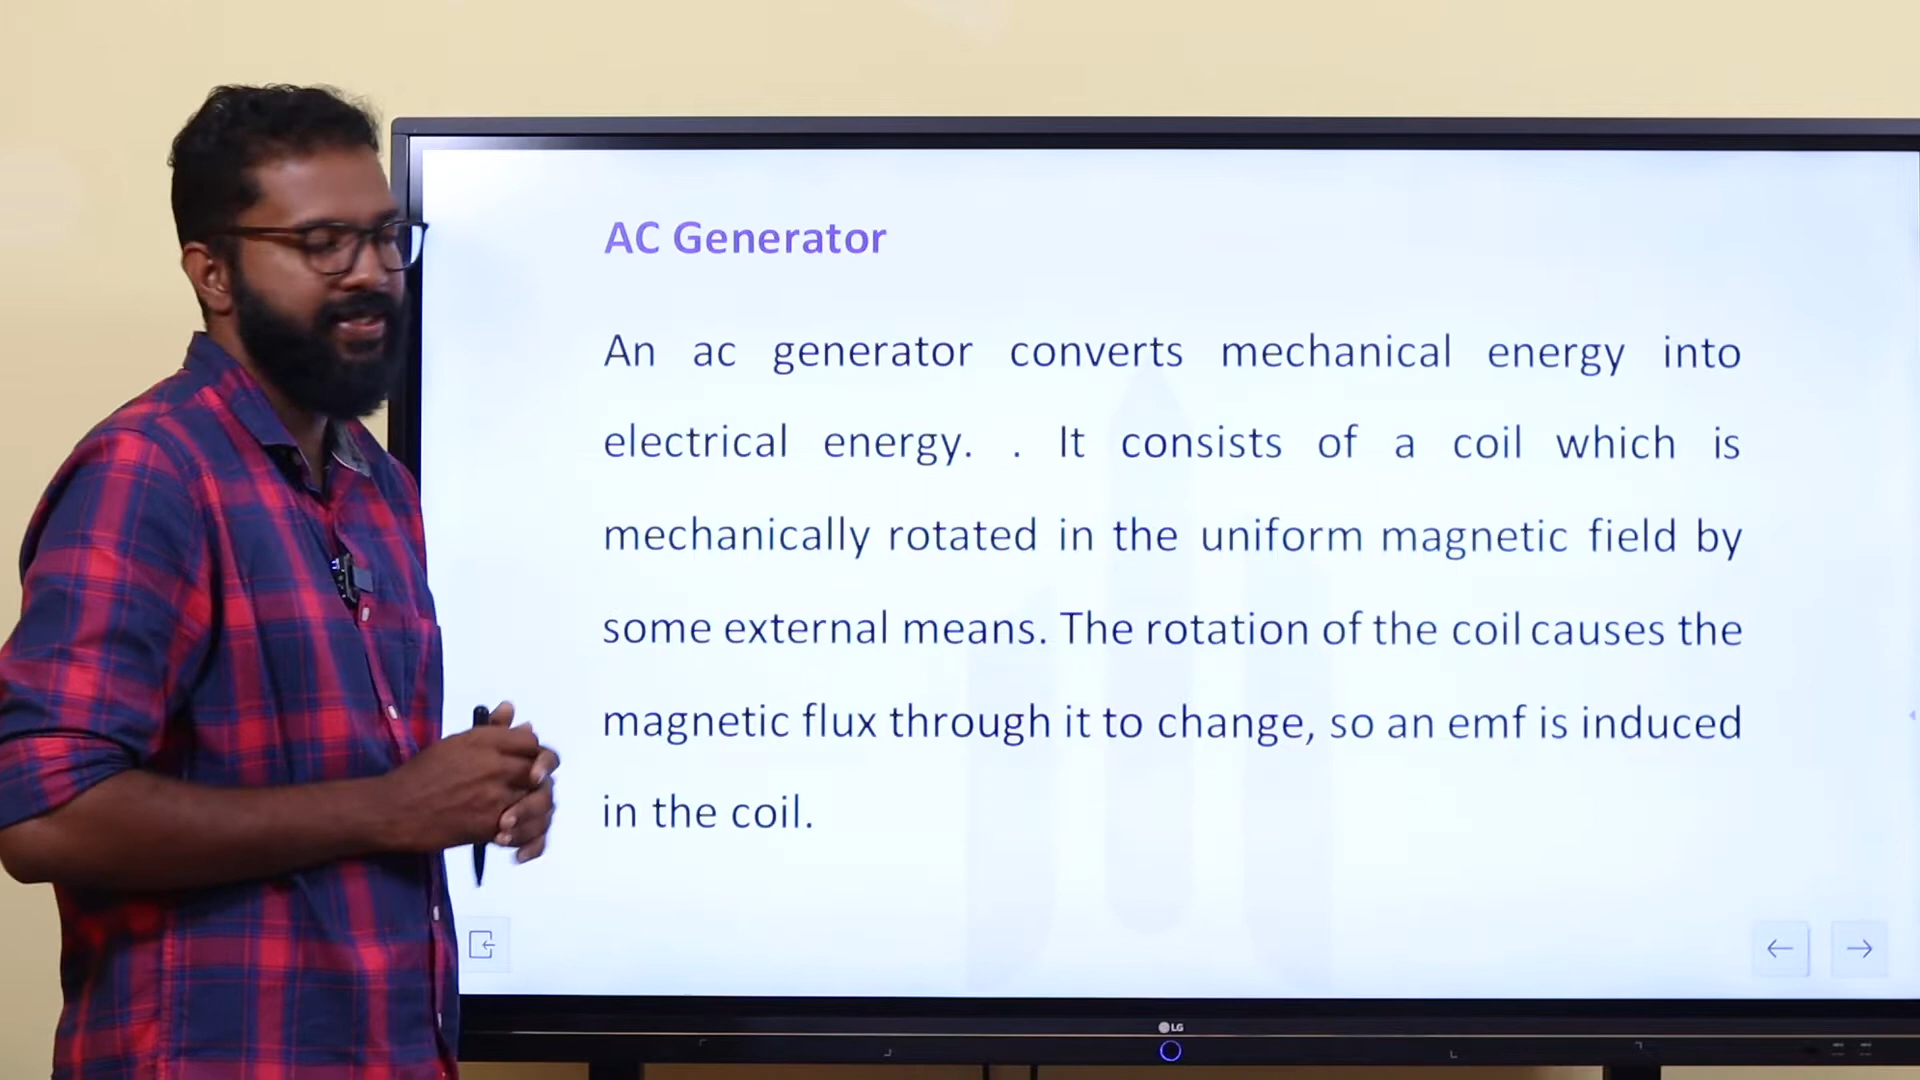 AC Generator
An ac generator converts mechanical energy into
electrical energy. . It consists of a coil which is
mechanically rotated in the uniform magnetic field by
some external means. The rotation of the coil causes the
magnetic flux through it to change, so an emf is induced
in the coil.
LG